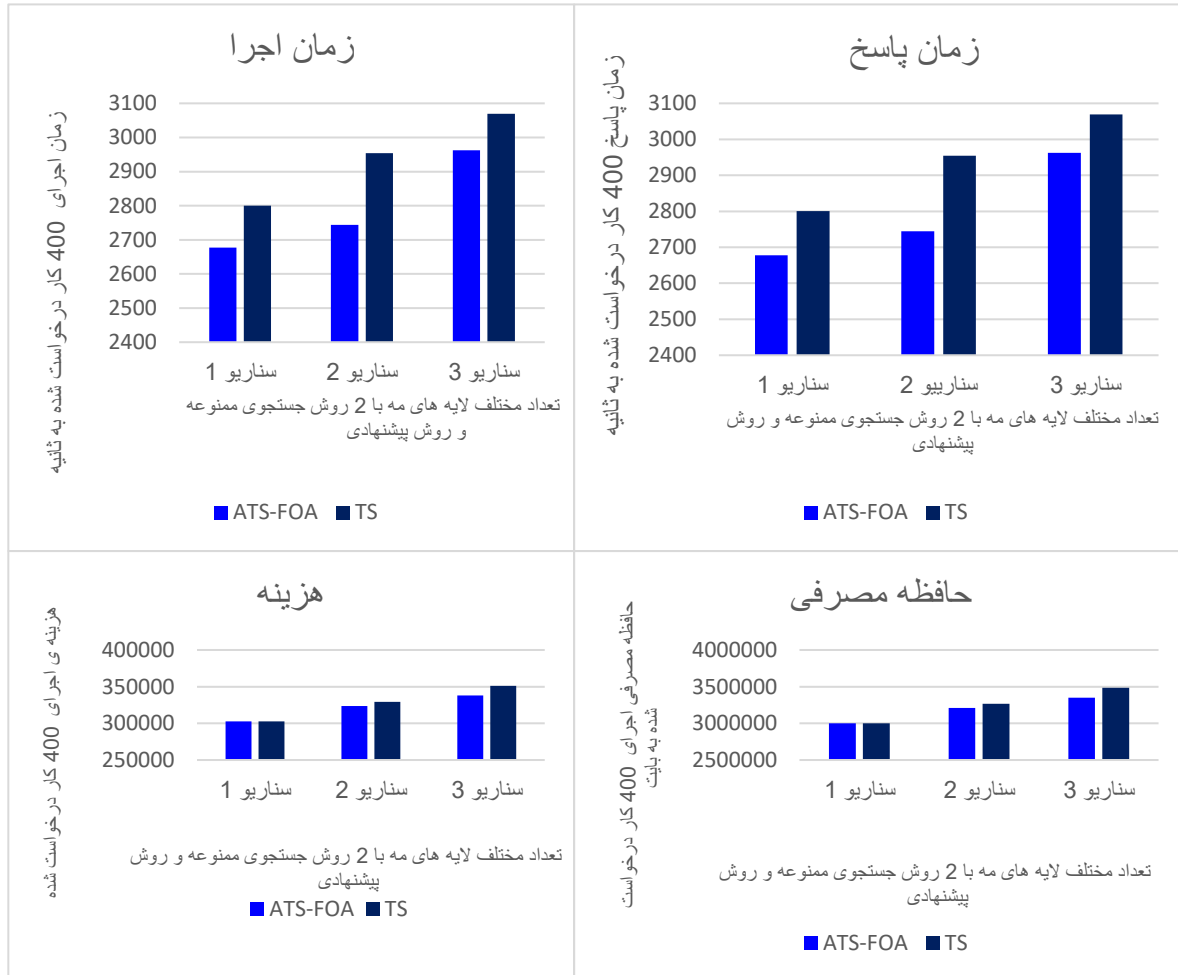 زمان اجرا
زمان اجرای 400 کار درخواست شده به ثانیه
3100
3000
2900
2800
2700
2600
2500
2400
سناریو 1
سناریو 2
سناریو 3
تعداد مختلف لایه های مه با 2 روش جستجوی ممنوعه
و روش پیشنهادی
ATS-FOA
TS
زمان پاسخ
زمان پاسخ 400 کار درخواست شده به ثانیه
3100
3000
2900
2800
2700
2600
2500
2400
سناریو 1
سنارییو 2
سناریو 3
تعداد مختلف لایه های مه با 2 روش جستجوی ممنوعه و روش
پیشنهادی
ATS-FOA
TS
هزینه
هزینه ی اجرای 400 کار درخواست شده
400000
350000
300000
250000
سناریو 1
سناریو 2
سناریو 3
تعداد مختلف لایه های مه با 2 روش جستجوی ممنوعه و روش
پیشنهادی
ATS-FOA
TS
حافظه مصرفی
حافظه مصرفی اجرای 400 کار درخواست
شده به بایت
4000000
3500000
3000000
2500000
سناریو 1
سناریو 2
سناریو 3
تعداد مختلف لایه های مه با 2 روش جستجوی ممنوعه و روش
پیشنهادی
ATS-FOA
TS